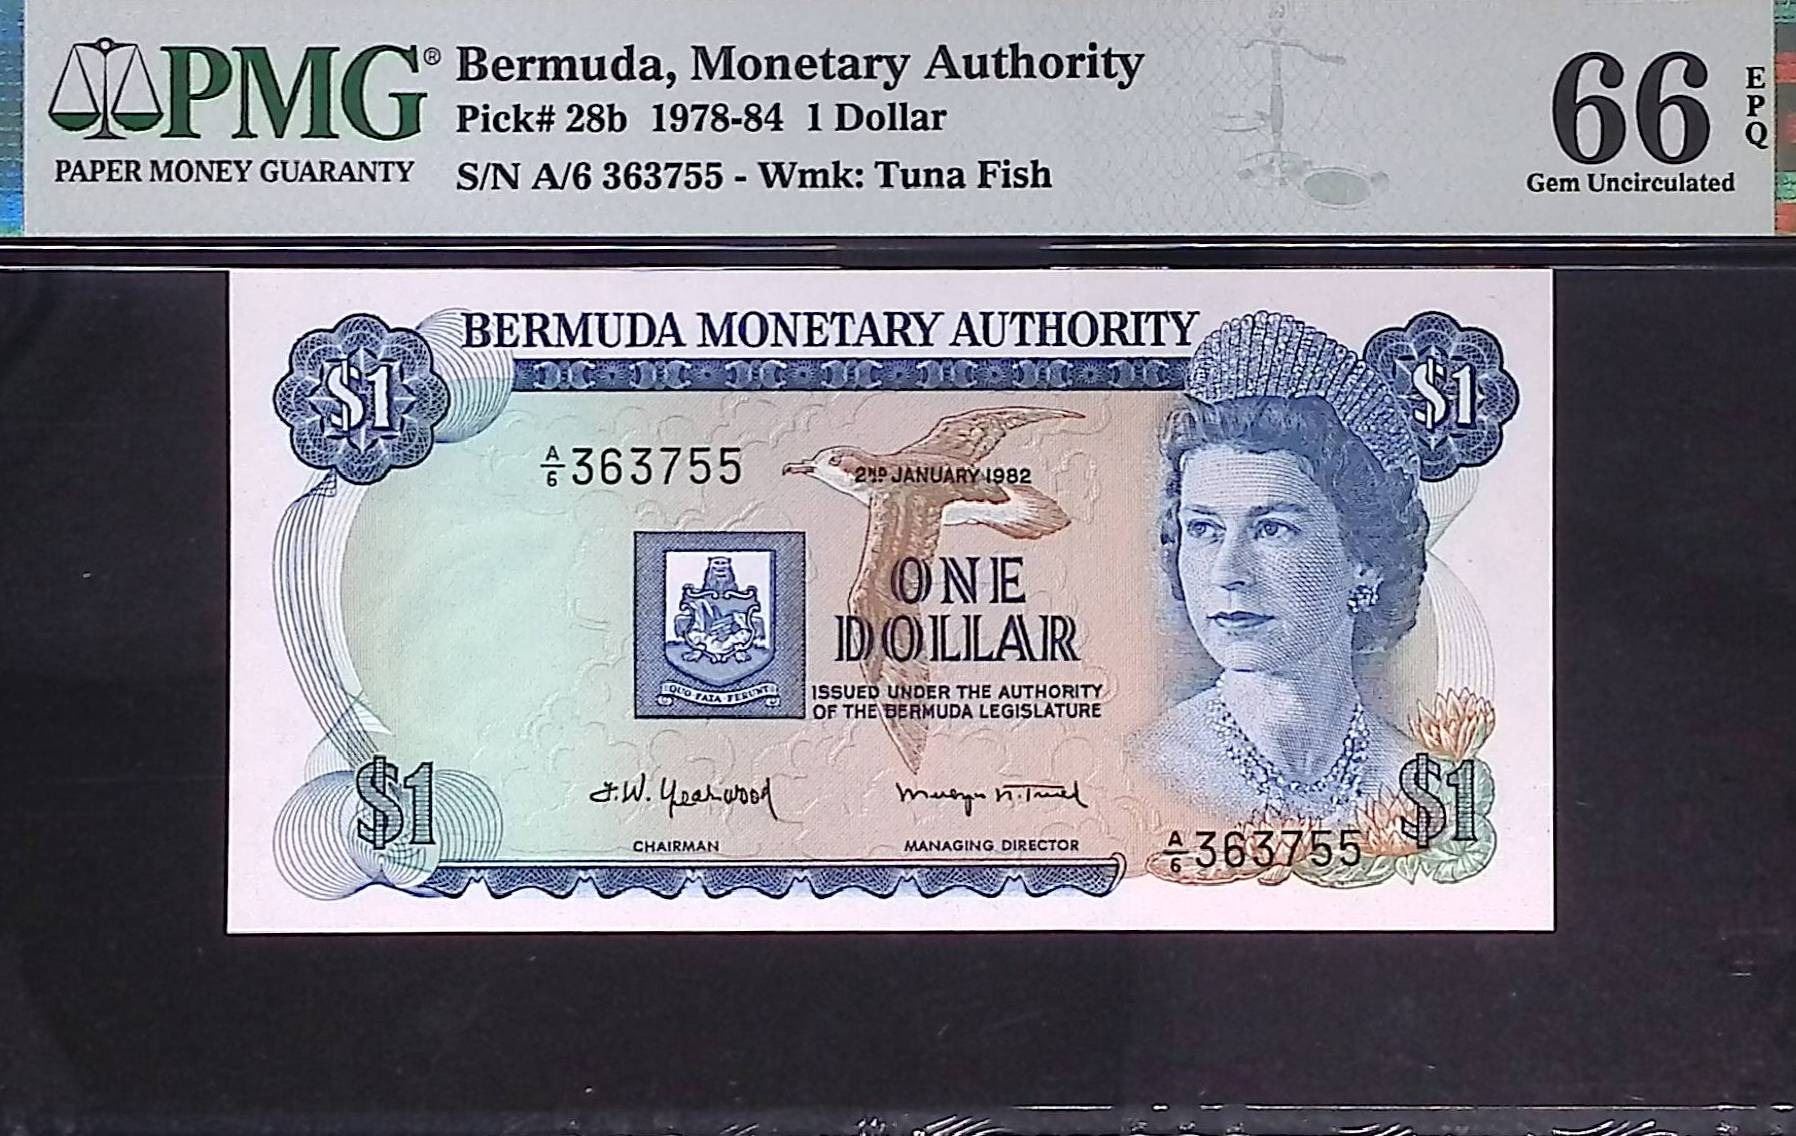 PMG®
PAPER MONEY GUARANTY
Bermuda, Monetary Authority
Pick# 28b 1978-84 1 Dollar
S/N A/6 363755 - Wmk: Tuna Fish
66
EPQ
Gem Uncirculated
BERMUDA MONETARY AUTHORITY
$1
$1
A/6 363755
2ND JANUARY 1982
ONE
DOLLAR
QUO FATA FERUNT
ISSUED UNDER THE AUTHORITY
OF THE BERMUDA LEGISLATURE
$1
$1
CHAIRMAN
MANAGING DIRECTOR
A/6 363755